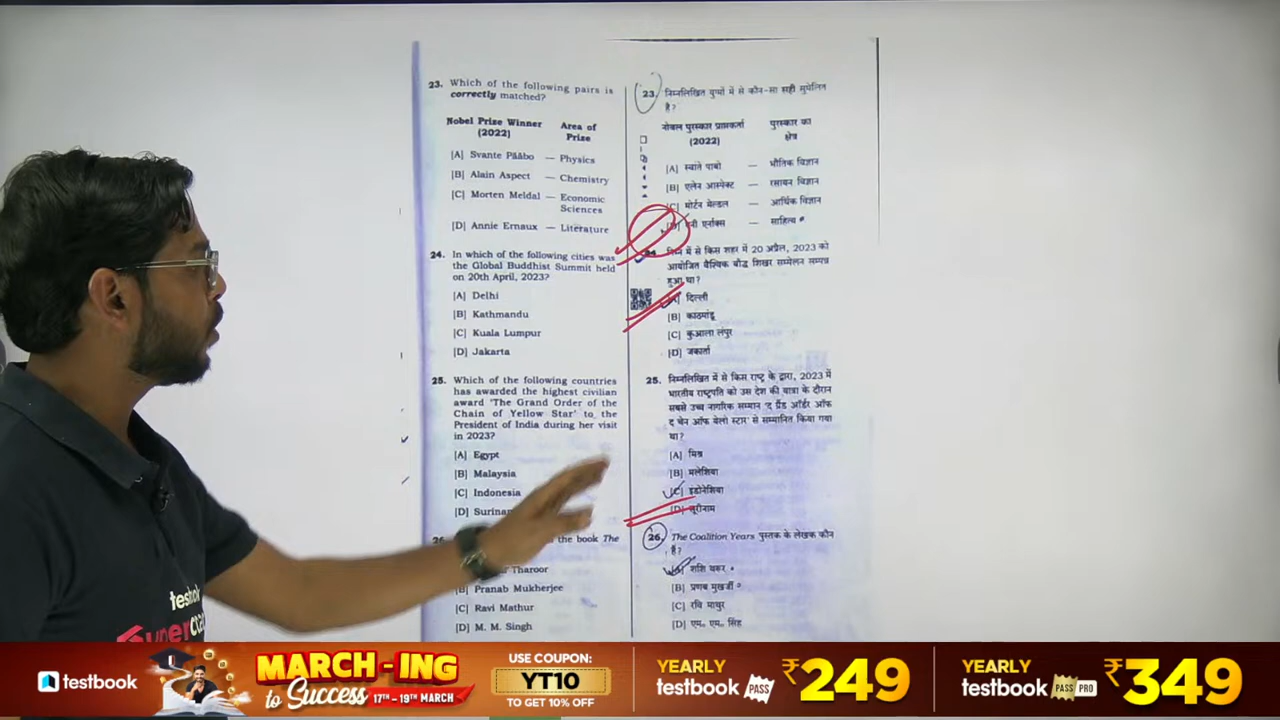 23. Which of the following pairs is
correctly matched?
Nobel Prize Winner
(2022)
Area of
Prize
[A] Svante Pääbo — Physics
[B] Alain Aspect — Chemistry
[C] Morten Meldal — Economic
Sciences
[D] Annie Ernaux — Literature
24. In which of the following cities was
the Global Buddhist Summit held
on 20th April, 2023?
[A] Delhi
[B] Kathmandu
[C] Kuala Lumpur
[D] Jakarta
25. Which of the following countries
has awarded the highest civilian
award 'The Grand Order of the
Chain of Yellow Star' to the
President of India during her visit
in 2023?
[A] Egypt
[B] Malaysia
[C] Indonesia
[D] Surinam
the book The
Tharoor
[B] Pranab Mukherjee
[C] Ravi Mathur
[D] M. M. Singh
23. निम्नलिखित युग्मों में से कौन-सा सही सुमेलित
है?
नोबेल पुरस्कार प्राप्तकर्ता
(2022)
पुरस्कार का
क्षेत्र
[A] स्वांते पाबो — भौतिक विज्ञान
[B] एलेन आस्पेक्ट — रसायन विज्ञान
[C] मोर्टन मेल्डल — आर्थिक विज्ञान
एनी एर्नाक्स — साहित्य
में से किस शहर में 20 अप्रैल, 2023 को
आयोजित वैश्विक बौद्ध शिखर सम्मेलन सम्पन्न
हुआ था?
दिल्ली
[B] काठमांडू
[C] कुआला लंपुर
[D] जकार्ता
25. निम्नलिखित में से किस राष्ट्र के द्वारा, 2023 में
भारतीय राष्ट्रपति को उस देश की यात्रा के दौरान
सबसे उच्च नागरिक सम्मान 'द ग्रैंड ऑर्डर ऑफ
द चेन ऑफ येलो स्टार' से सम्मानित किया गया
था?
[A] मिस्र
[B] मलेशिया
[C] इंडोनेशिया
[D] सूरीनाम
26. The Coalition Years पुस्तक के लेखक कौन
हैं?
शशि थरूर
[B] प्रणब मुखर्जी
[C] रवि माथुर
[D] एम॰ एम॰ सिंह
testbook
MARCH-ING
to Success
17TH - 19TH MARCH
USE COUPON:
YT10
TO GET 10% OFF
YEARLY
testbook PASS
₹249
YEARLY
testbook PASS PRO
₹349